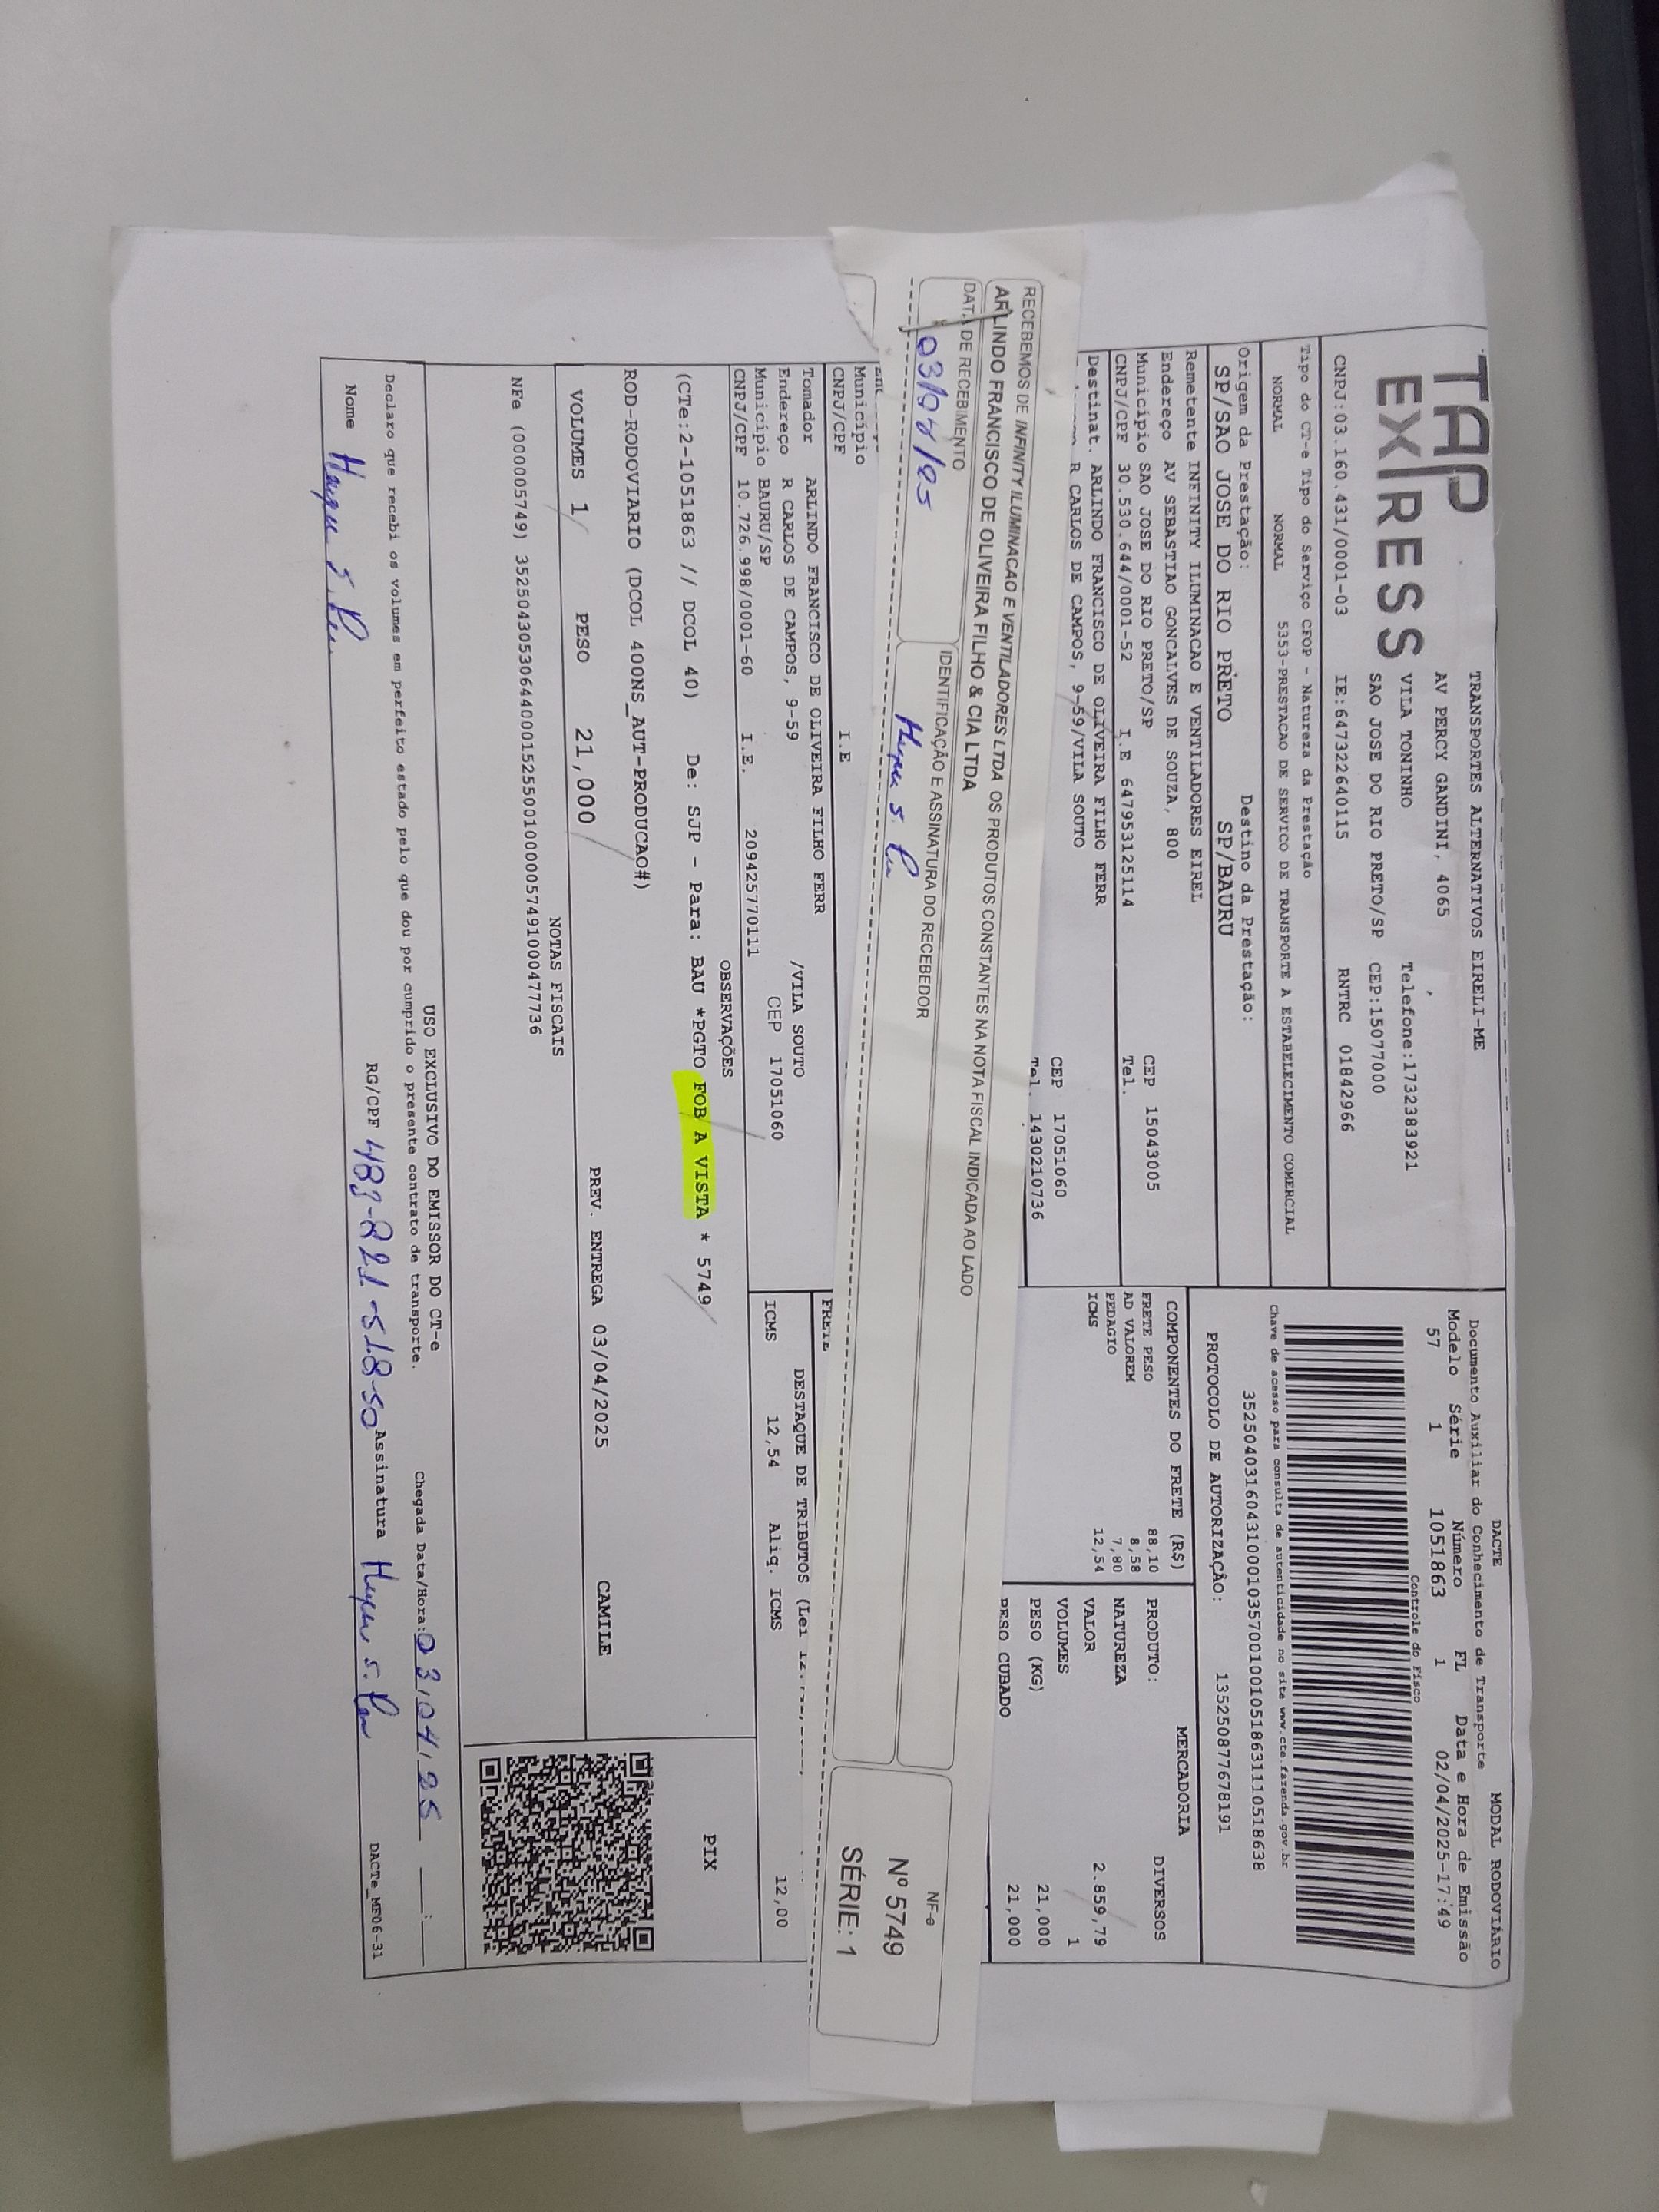 TAP EXPRESS
TRANSPORTES ALTERNATIVOS EIRELI-ME
AV PERCY GANDINI, 4065
VILA TONINHO Telefone:1732383921
SAO JOSE DO RIO PRETO/SP CEP:15077000
CNPJ:03.160.431/0001-03 IE:647322640115 RNTRC 01842966
DACTE MODAL RODOVIÁRIO
Documento Auxiliar do Conhecimento de Transporte
Modelo Série Número FL Data e Hora de Emissão
57 1 1051863 1 02/04/2025-17:49
Controle do Fisco
Chave de acesso para consulta de autenticidade no site www.cte.fazenda.gov.br
35250403160431000103570010010518631110518638
PROTOCOLO DE AUTORIZAÇÃO: 135250877678191
Tipo do CT-e Tipo do Serviço CFOP - Natureza da Prestação
NORMAL NORMAL 5353-PRESTACAO DE SERVICO DE TRANSPORTE A ESTABELECIMENTO COMERCIAL
Origem da Prestação: Destino da Prestação:
SP/SAO JOSE DO RIO PRETO SP/BAURU
Remetente INFINITY ILUMINACAO E VENTILADORES EIREL
Endereço AV SEBASTIAO GONCALVES DE SOUZA, 800
Município SAO JOSE DO RIO PRETO/SP CEP 15043005
CNPJ/CPF 30.530.644/0001-52 I.E 647953125114 Tel.
Destinat. ARLINDO FRANCISCO DE OLIVEIRA FILHO FERR
R CARLOS DE CAMPOS, 9-59/VILA SOUTO
CEP 17051060
Tel. 1430210736
COMPONENTES DO FRETE (R$)
FRETE PESO 88,10
AD VALOREM 8,58
PEDAGIO 7,80
ICMS 12,54
MERCADORIA
PRODUTO: DIVERSOS
NATUREZA
VALOR 2.859,79
VOLUMES 1
PESO (KG) 21,000
PESO CUBADO 21,000
RECEBEMOS DE INFINITY ILUMINACAO E VENTILADORES LTDA OS PRODUTOS CONSTANTES NA NOTA FISCAL INDICADA AO LADO
ARLINDO FRANCISCO DE OLIVEIRA FILHO & CIA LTDA
DATA DE RECEBIMENTO IDENTIFICAÇÃO E ASSINATURA DO RECEBEDOR
03/04/25
NF-e
Nº 5749
SÉRIE: 1
Município
CNPJ/CPF I.E
FRETE
Tomador ARLINDO FRANCISCO DE OLIVEIRA FILHO FERR
Endereço R CARLOS DE CAMPOS, 9-59 /VILA SOUTO
Município BAURU/SP CEP 17051060
CNPJ/CPF 10.726.998/0001-60 I.E. 209425770111
DESTAQUE DE TRIBUTOS (Lei
ICMS 12,54 Aliq. ICMS 12,00
OBSERVAÇÕES
(CTe:2-1051863 // DCOL 40) De: SJP - Para: BAU *PGTO FOB A VISTA * 5749
ROD-RODOVIARIO (DCOL 400NS_AUT-PRODUCAO#)
PIX
VOLUMES 1 PESO 21,000 PREV. ENTREGA 03/04/2025 CAMILE
NOTAS FISCAIS
NFe (000005749) 35250430530644000152550010000057491000477736
USO EXCLUSIVO DO EMISSOR DO CT-e
Declaro que recebi os volumes em perfeito estado pelo que dou por cumprido o presente contrato de transporte. Chegada Data/Hora: 03/04/25 __:__
Nome RG/CPF 483-221-518-50 Assinatura
DACTe_MF06-31